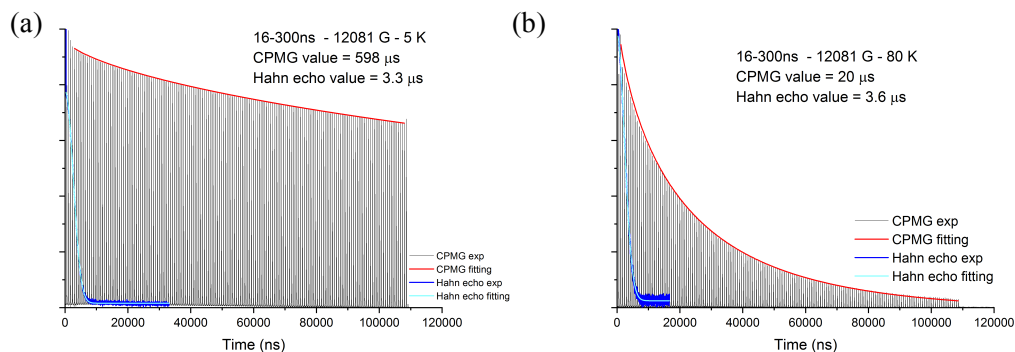 (a)
16-300ns - 12081 G - 5 K
CPMG value = 598 μs
Hahn echo value = 3.3 μs
CPMG exp
CPMG fitting
Hahn echo exp
Hahn echo fitting
0 20000 40000 60000 80000 100000 120000
Time (ns)
(b)
16-300ns - 12081 G - 80 K
CPMG value = 20 μs
Hahn echo value = 3.6 μs
CPMG exp
CPMG fitting
Hahn echo exp
Hahn echo fitting
0 20000 40000 60000 80000 100000 120000
Time (ns)